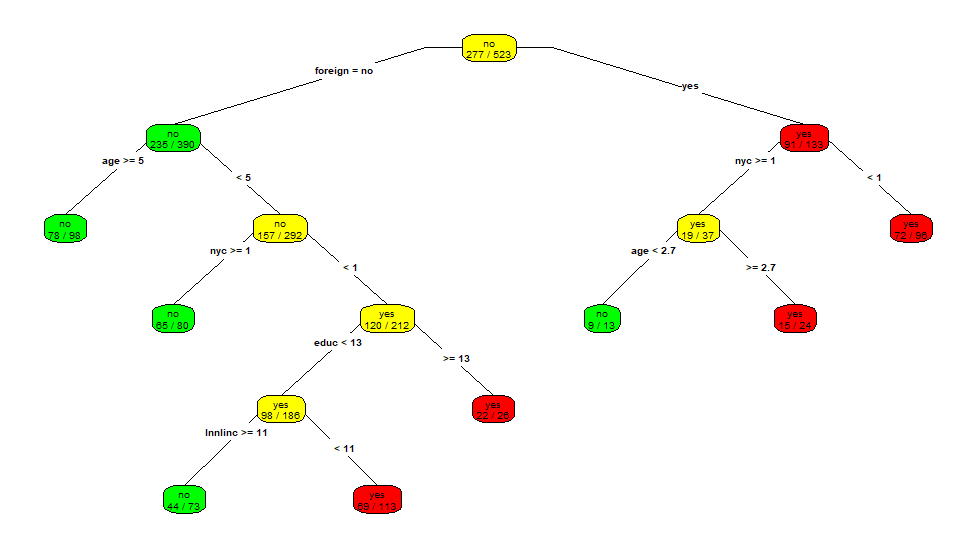 no
277 / 523
foreign = no
yes
no
235 / 390
yes
91 / 133
age >= 5
< 5
nyc >= 1
< 1
no
78 / 98
no
157 / 292
yes
19 / 37
yes
72 / 96
nyc >= 1
< 1
age < 2.7
>= 2.7
no
65 / 80
yes
120 / 212
no
9 / 13
yes
15 / 24
educ < 13
>= 13
yes
98 / 186
yes
22 / 26
lnnlinc >= 11
< 11
no
44 / 73
yes
69 / 113